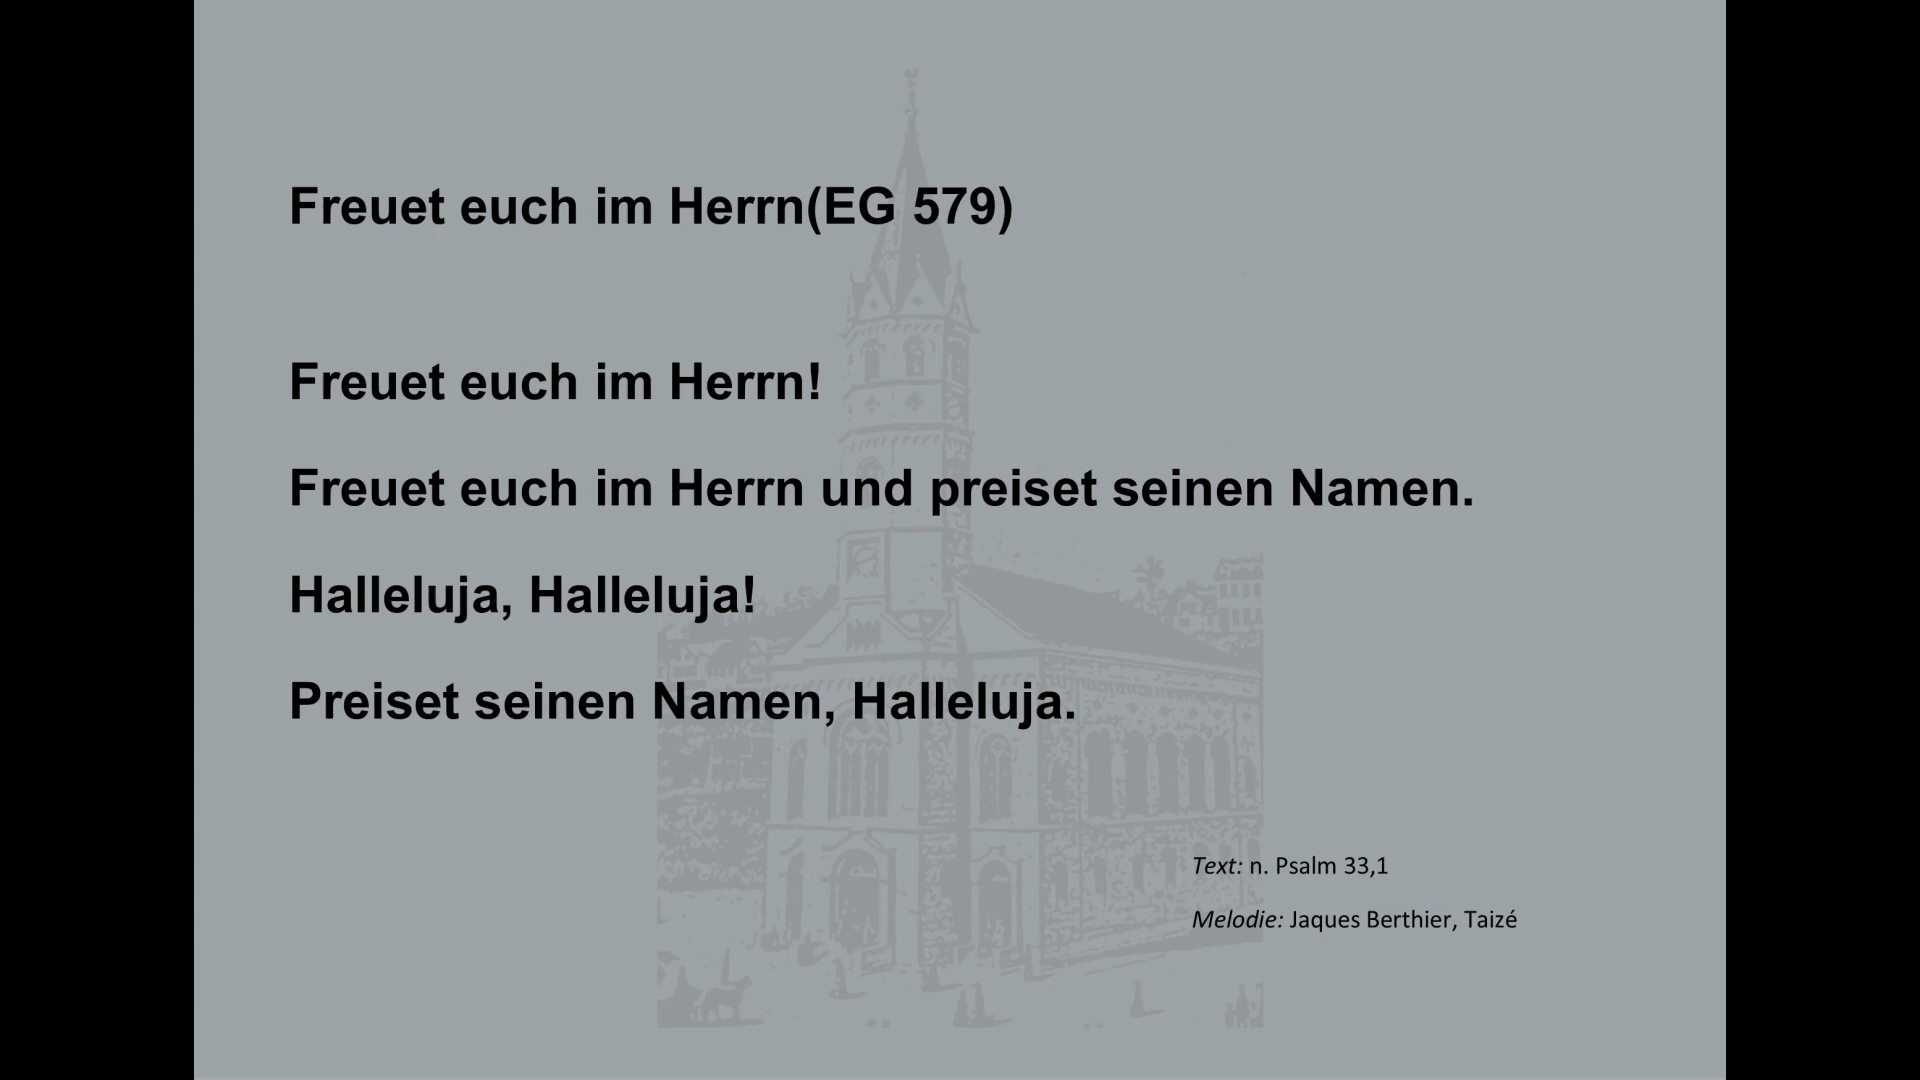 Freuet euch im Herrn(EG 579)
Freuet euch im Herrn!
Freuet euch im Herrn und preiset seinen Namen.
Halleluja, Halleluja!
Preiset seinen Namen, Halleluja.
Text: n. Psalm 33,1
Melodie: Jaques Berthier, Taizé